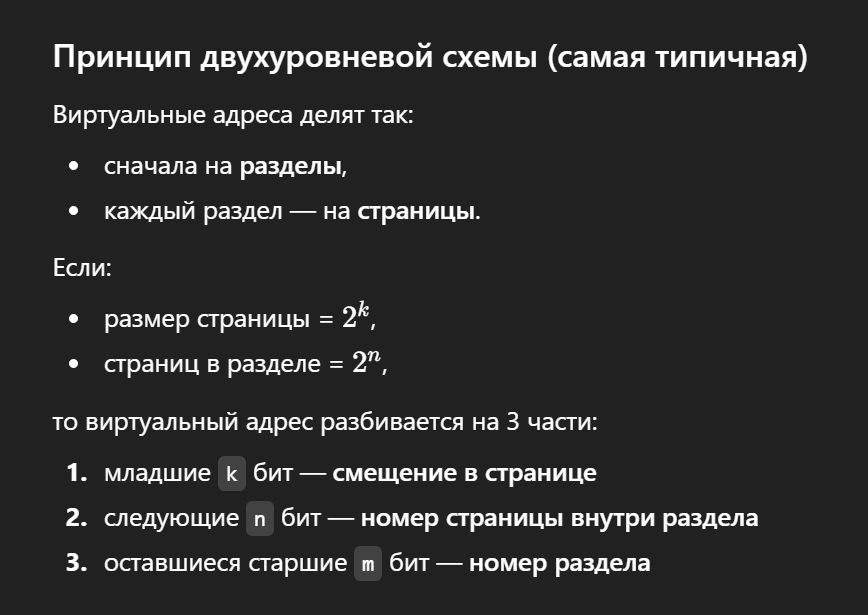 Принцип двухуровневой схемы (самая типичная)
Виртуальные адреса делят так:
• сначала на разделы,
• каждый раздел — на страницы.
Если:
• размер страницы = 2^k,
• страниц в разделе = 2^n,
то виртуальный адрес разбивается на 3 части:
1. младшие k бит — смещение в странице
2. следующие n бит — номер страницы внутри раздела
3. оставшиеся старшие m бит — номер раздела